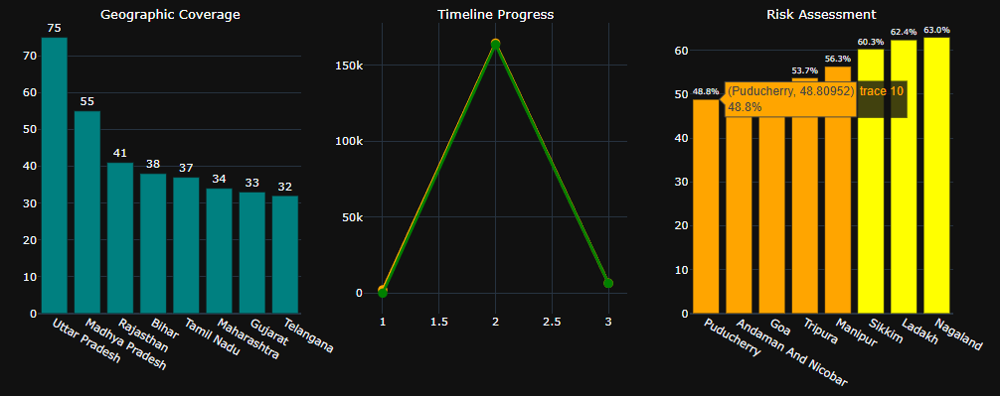 Geographic Coverage
75
55
41
38
37
34
33
32
70
60
50
40
30
20
10
0
Uttar Pradesh
Madhya Pradesh
Rajasthan
Bihar
Tamil Nadu
Maharashtra
Gujarat
Telangana
Timeline Progress
150k
100k
50k
0
1
1.5
2
2.5
3
Risk Assessment
48.8%
53.7%
56.3%
60.3%
62.4%
63.0%
(Puducherry, 48.80952) trace 10
48.8%
60
50
40
30
20
10
0
Puducherry
Andaman And Nicobar
Goa
Tripura
Manipur
Sikkim
Ladakh
Nagaland